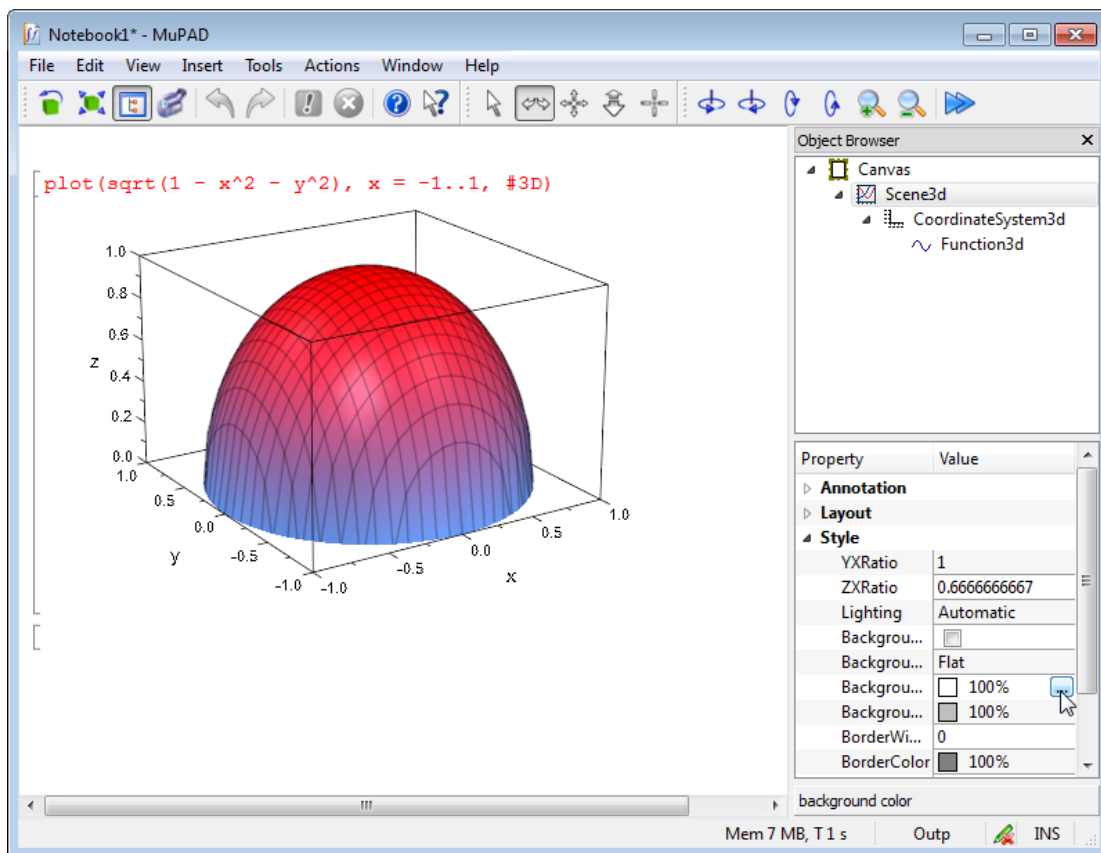 Notebook1* - MuPAD
File Edit View Insert Tools Actions Window Help
Object Browser
Canvas
Scene3d
CoordinateSystem3d
Function3d
plot(sqrt(1 - x^2 - y^2), x = -1..1, #3D)
1.0
0.8
0.6
z
0.4
0.2
0.0
1.0
0.5
0.0
y
-0.5
-1.0
-1.0
-0.5
x
0.0
0.5
1.0
Property Value
Annotation
Layout
Style
YXRatio 1
ZXRatio 0.6666666667
Lighting Automatic
Backgrou...
Backgrou... Flat
Backgrou... 100% ...
Backgrou... 100%
BorderWi... 0
BorderColor 100%
background color
Mem 7 MB, T 1 s Outp INS